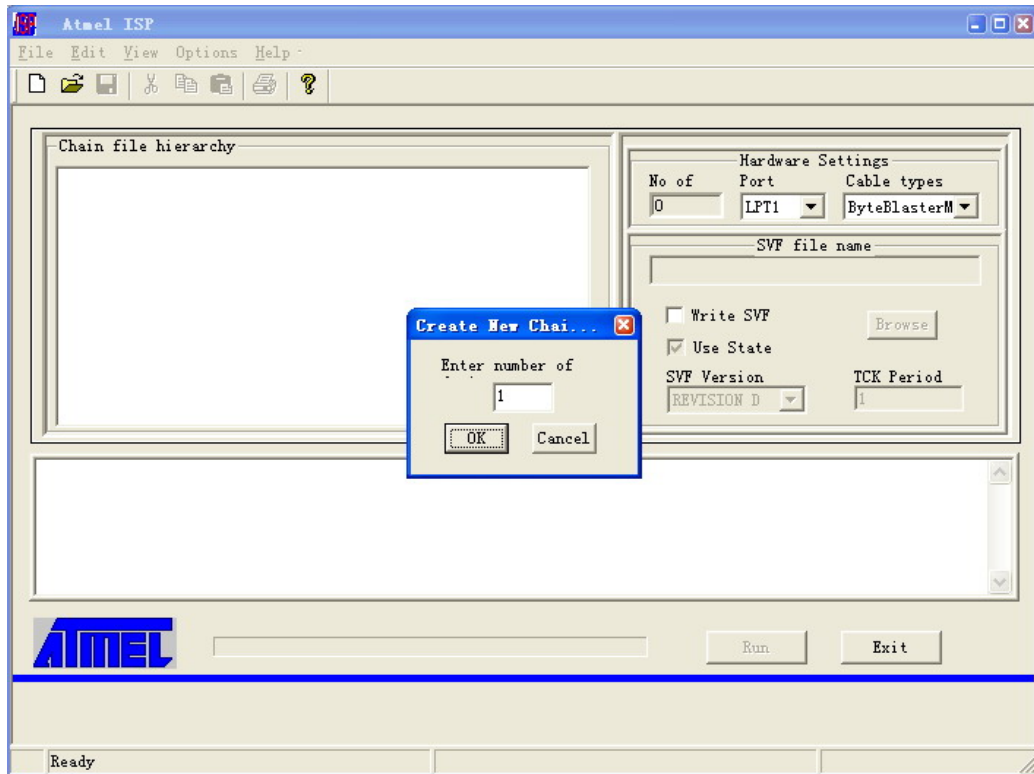 Atmel ISP
File Edit View Options Help
Chain file hierarchy
Hardware Settings
No of Port Cable types
0 LPT1 ByteBlasterM
SVF file name
Write SVF Browse
Use State
SVF Version TCK Period
REVISION D 1
Create New Chai...
Enter number of
1
OK Cancel
ATMEL
Run Exit
Ready